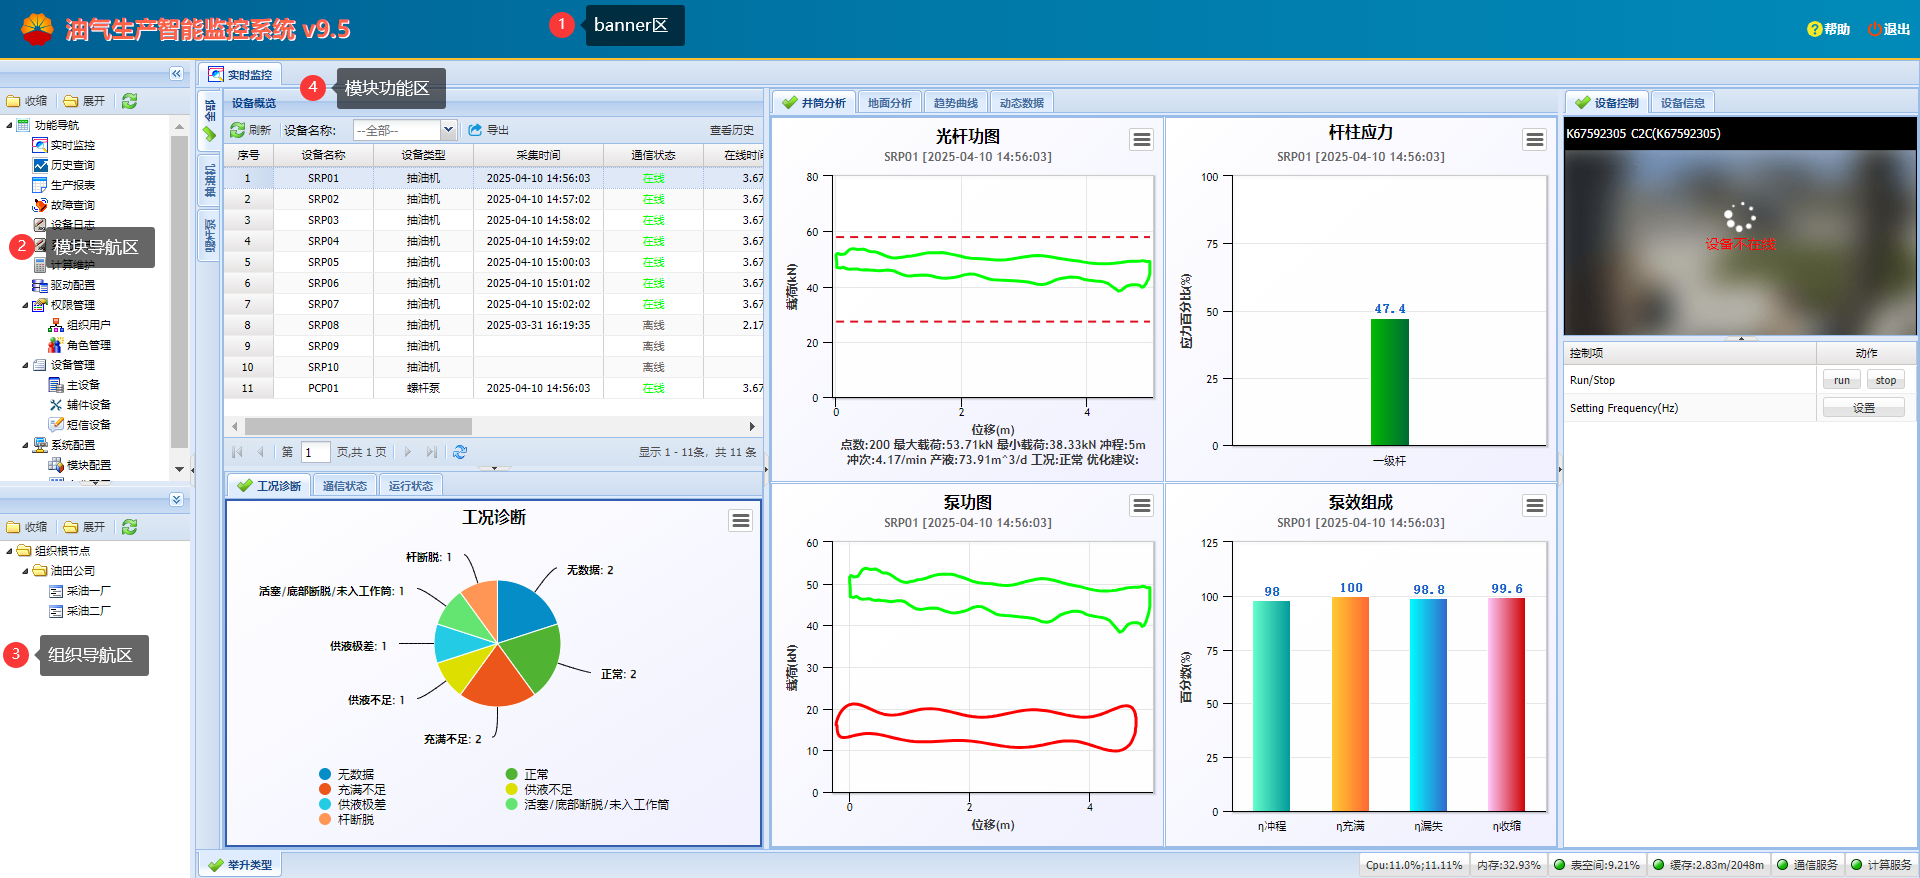 油气生产智能监控系统 v9.5
1
banner区
帮助
退出
收缩
展开
功能导航
实时监控
历史查询
生产报表
故障查询
设备日志
2
模块导航区
计算维护
驱动配置
权限管理
组织用户
角色管理
设备管理
主设备
辅件设备
短信设备
系统配置
模块配置
收缩
展开
组织根节点
油田公司
采油一厂
采油二厂
3
组织导航区
实时监控
4
模块功能区
全部
抽油机
螺杆泵
设备概览
刷新
设备名称:
--全部--
导出
查看历史
序号 设备名称 设备类型 采集时间 通信状态 在线时间
1 SRP01 抽油机 2025-04-10 14:56:03 在线 3.67
2 SRP02 抽油机 2025-04-10 14:57:02 在线 3.67
3 SRP03 抽油机 2025-04-10 14:58:02 在线 3.67
4 SRP04 抽油机 2025-04-10 14:59:02 在线 3.67
5 SRP05 抽油机 2025-04-10 15:00:03 在线 3.67
6 SRP06 抽油机 2025-04-10 15:01:02 在线 3.67
7 SRP07 抽油机 2025-04-10 15:02:02 在线 3.67
8 SRP08 抽油机 2025-03-31 16:19:35 离线 2.17
9 SRP09 抽油机 离线
10 SRP10 抽油机 离线
11 PCP01 螺杆泵 2025-04-10 14:56:03 在线 3.67
第 1 页,共 1 页
显示 1 - 11条, 共 11 条
工况诊断 通信状态 运行状态
工况诊断
杆断脱: 1
无数据: 2
活塞/底部断脱/未入工作筒: 1
供液极差: 1
正常: 2
供液不足: 1
充满不足: 2
无数据 正常
充满不足 供液不足
供液极差 活塞/底部断脱/未入工作筒
杆断脱
举升类型
井筒分析 地面分析 趋势曲线 动态数据
光杆功图
SRP01 [2025-04-10 14:56:03]
80
60
40
20
0
载荷(kN)
0 2 4
位移(m)
点数:200 最大载荷:53.71kN 最小载荷:38.33kN 冲程:5m
冲次:4.17/min 产液:73.91m^3/d 工况:正常 优化建议:
杆柱应力
SRP01 [2025-04-10 14:56:03]
100
75
50
25
0
应力百分比(%)
47.4
一级杆
泵功图
SRP01 [2025-04-10 14:56:03]
60
50
40
30
20
10
0
载荷(kN)
0 2 4
位移(m)
泵效组成
SRP01 [2025-04-10 14:56:03]
125
100
75
50
25
0
百分数(%)
98 100 98.8 99.6
η冲程 η充满 η漏失 η收缩
设备控制 设备信息
K67592305 C2C(K67592305)
设备不在线
控制项 动作
Run/Stop run stop
Setting Frequency(Hz) 设置
Cpu:11.0%;11.11% 内存:32.93% 表空间:9.21% 缓存:2.83m/2048m 通信服务 计算服务